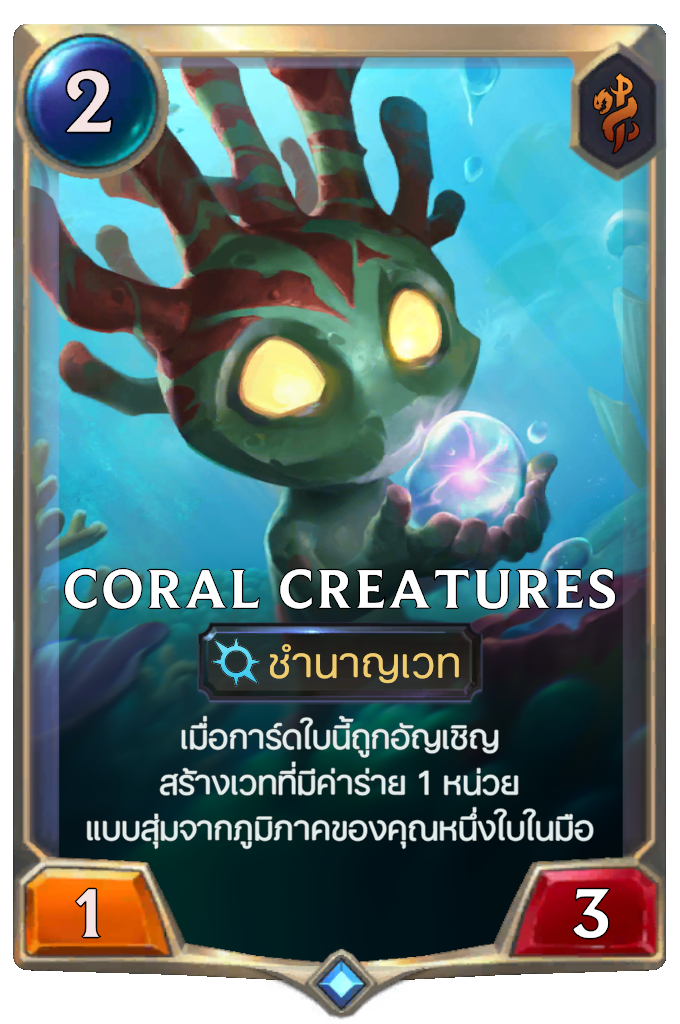 2
CORAL CREATURES
ชำนาญเวท
เมื่อการ์ดใบนี้ถูกอัญเชิญ
สร้างเวทที่มีค่าร่าย 1 หน่วย
แบบสุ่มจากภูมิภาคของคุณหนึ่งใบในมือ
1
3